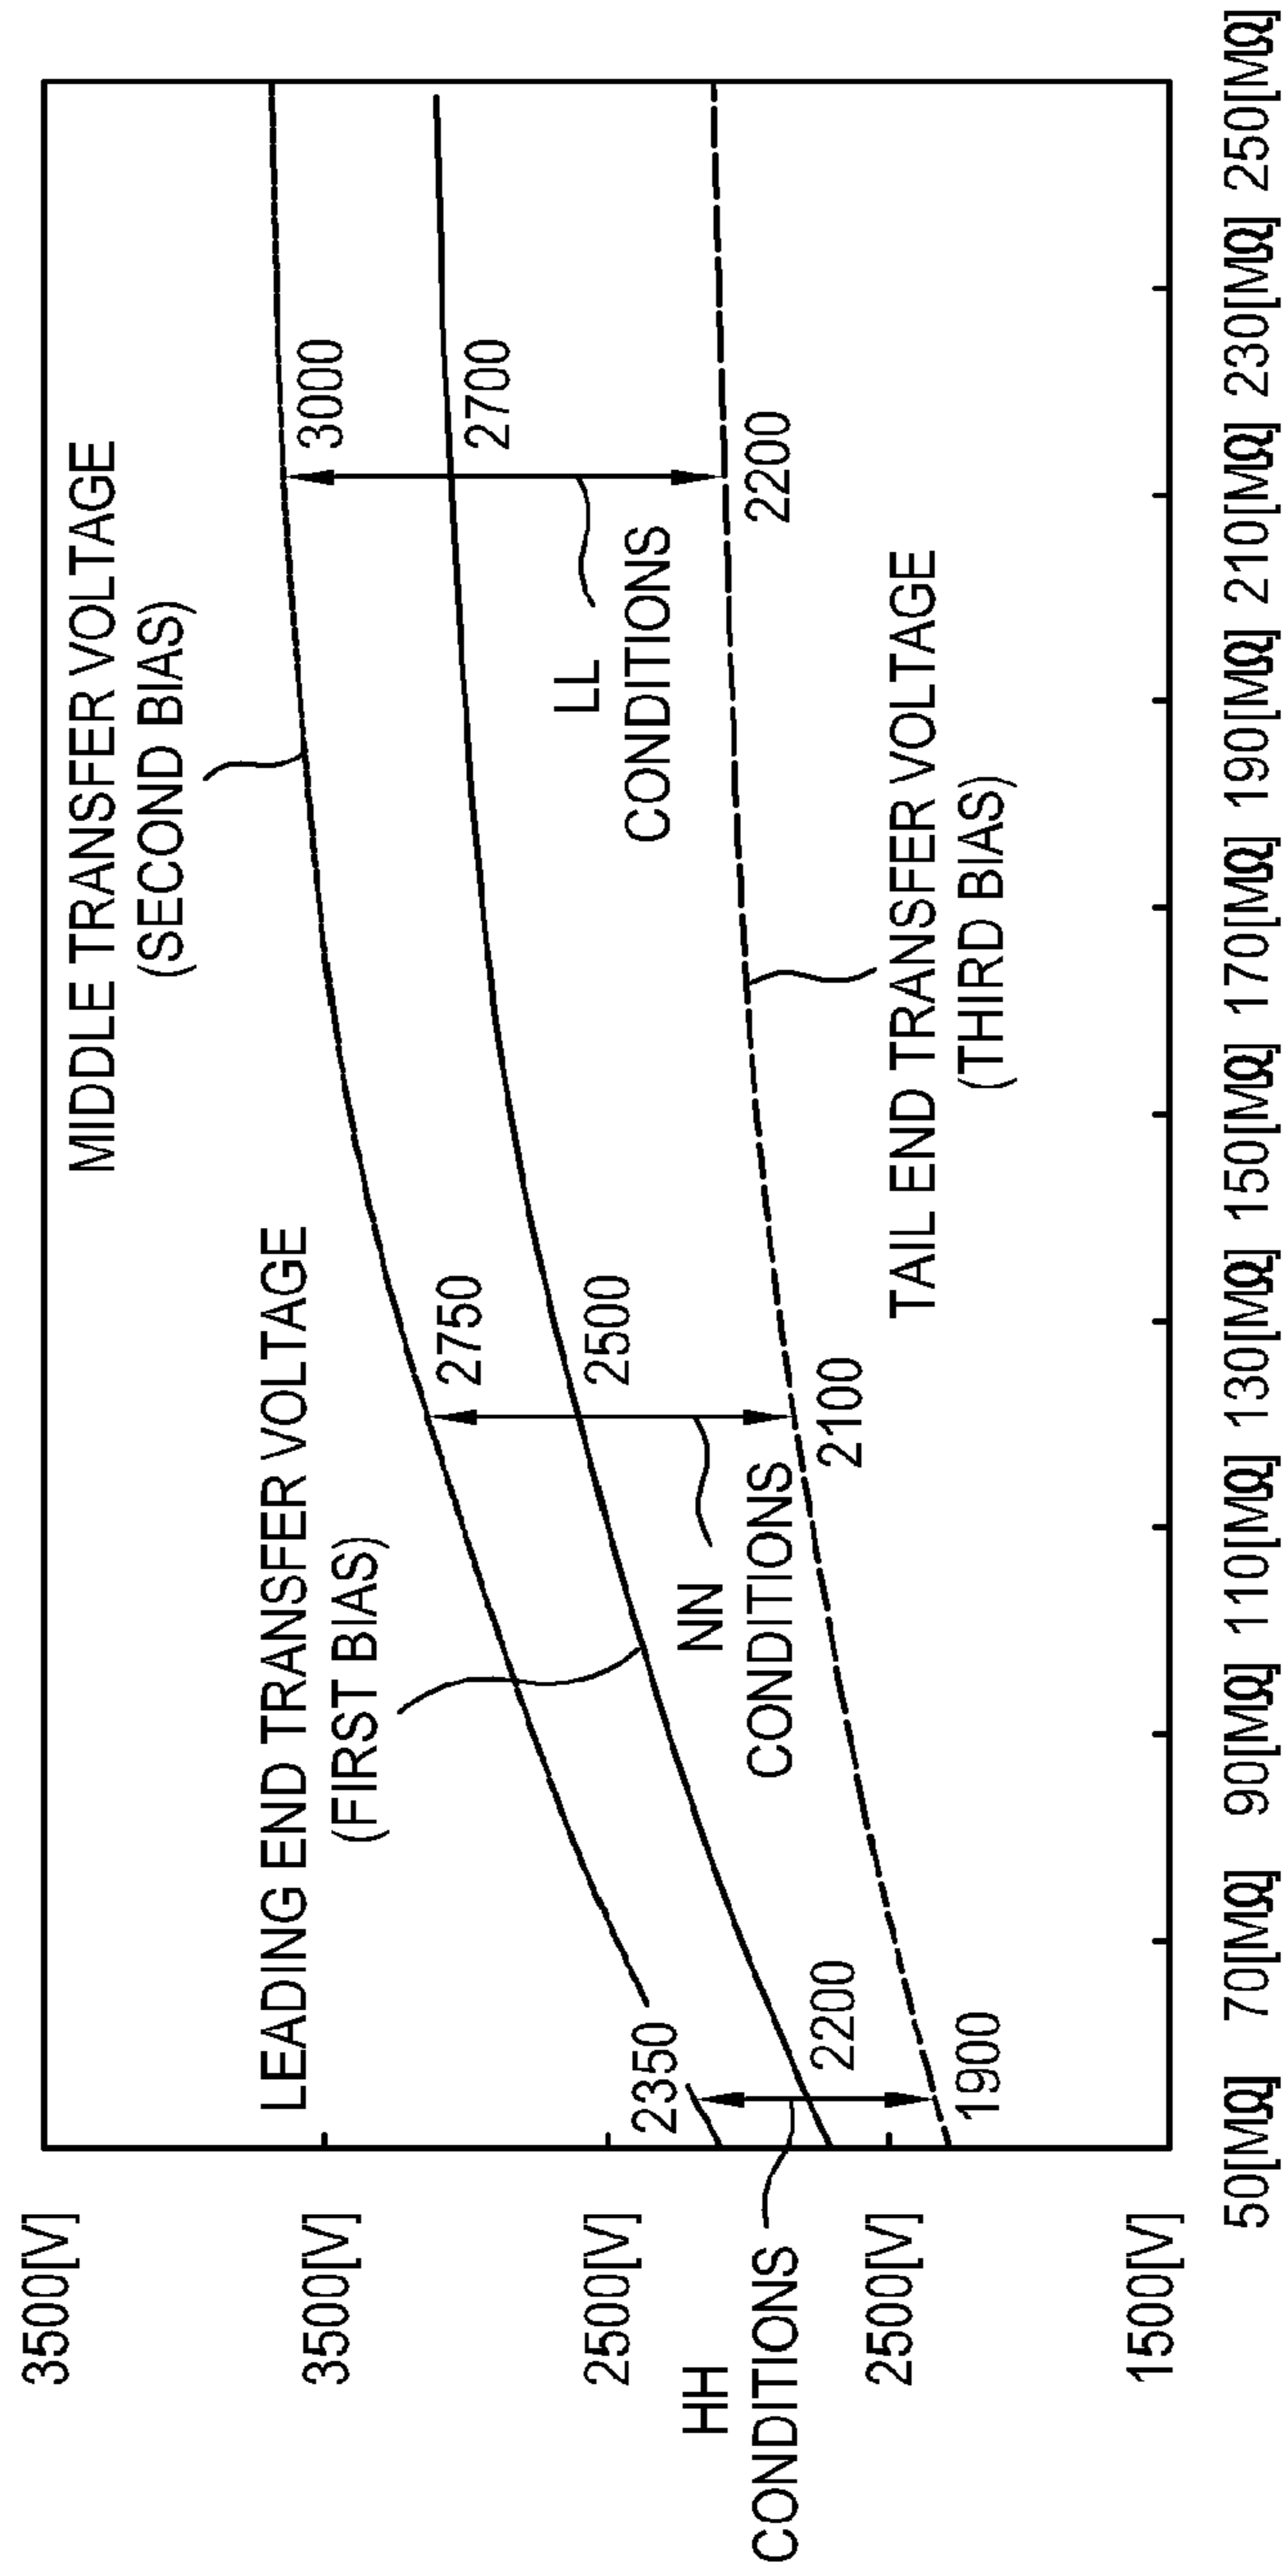 3500[V]
3500[V]
2500[V]
2500[V]
1500[V]
MIDDLE TRANSFER VOLTAGE
(SECOND BIAS)
LEADING END TRANSFER VOLTAGE
(FIRST BIAS)
3000
2700
2200
LL
CONDITIONS
2750
2500
2100
NN
CONDITIONS
2350
2200
1900
HH
CONDITIONS
TAIL END TRANSFER VOLTAGE
(THIRD BIAS)
50[MΩ] 70[MΩ] 90[MΩ] 110[MΩ] 130[MΩ] 150[MΩ] 170[MΩ] 190[MΩ] 210[MΩ] 230[MΩ] 250[MΩ]